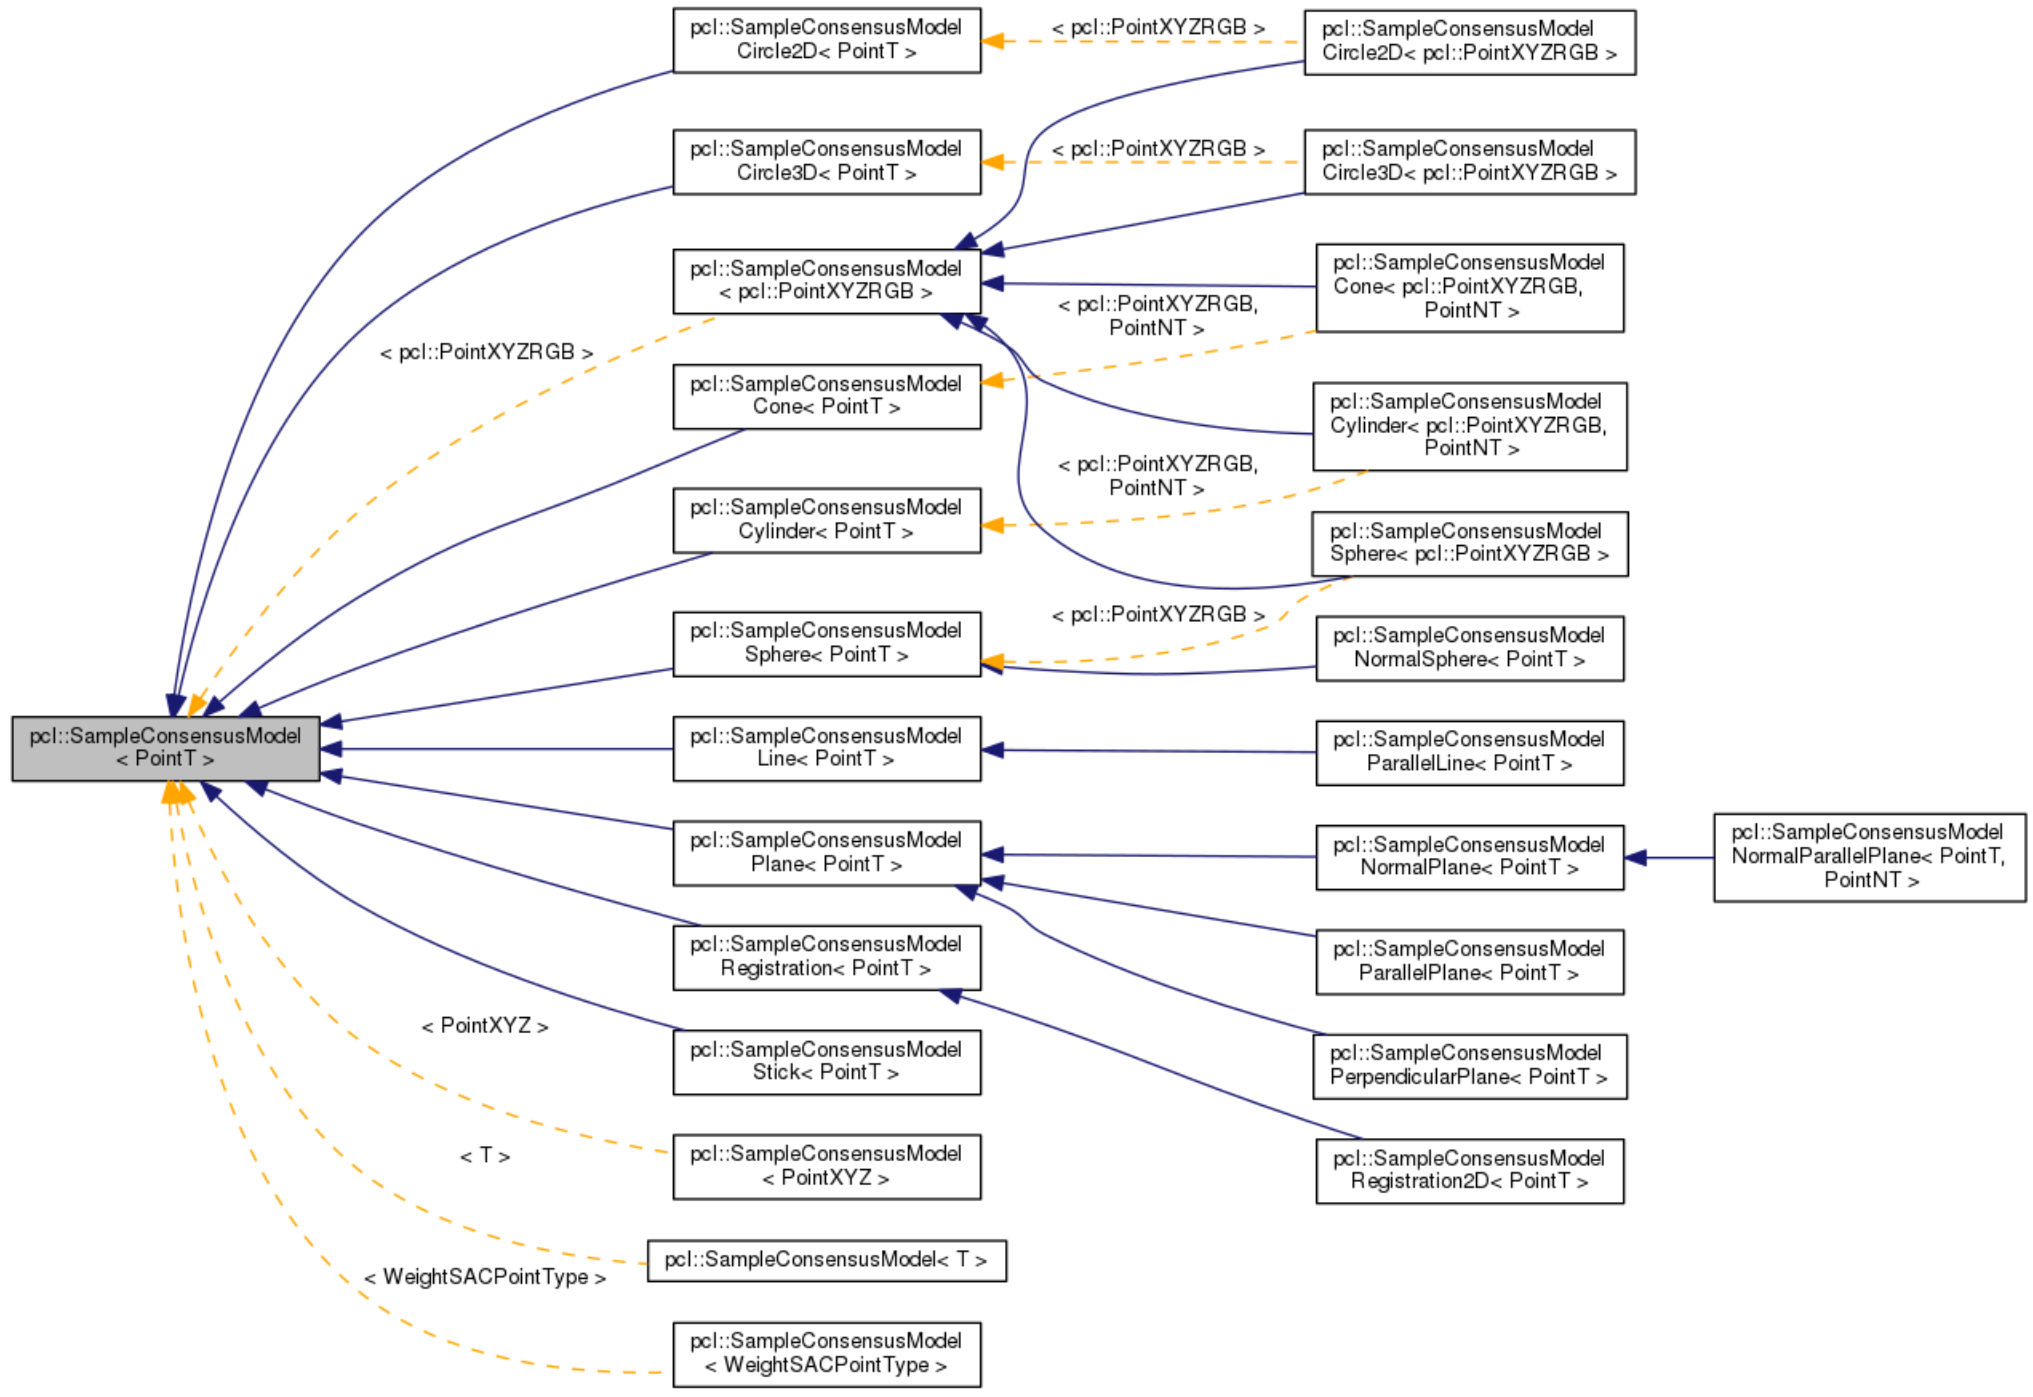 pcl::SampleConsensusModel
Circle2D< PointT >
< pcl::PointXYZRGB >
pcl::SampleConsensusModel
Circle2D< pcl::PointXYZRGB >
pcl::SampleConsensusModel
Circle3D< PointT >
< pcl::PointXYZRGB >
pcl::SampleConsensusModel
Circle3D< pcl::PointXYZRGB >
pcl::SampleConsensusModel
< pcl::PointXYZRGB >
pcl::SampleConsensusModel
Cone< pcl::PointXYZRGB,
PointNT >
< pcl::PointXYZRGB,
PointNT >
< pcl::PointXYZRGB >
pcl::SampleConsensusModel
Cone< PointT >
pcl::SampleConsensusModel
Cylinder< pcl::PointXYZRGB,
PointNT >
< pcl::PointXYZRGB,
PointNT >
pcl::SampleConsensusModel
Cylinder< PointT >
pcl::SampleConsensusModel
Sphere< pcl::PointXYZRGB >
< pcl::PointXYZRGB >
pcl::SampleConsensusModel
Sphere< PointT >
pcl::SampleConsensusModel
NormalSphere< PointT >
pcl::SampleConsensusModel
< PointT >
pcl::SampleConsensusModel
Line< PointT >
pcl::SampleConsensusModel
ParallelLine< PointT >
pcl::SampleConsensusModel
Plane< PointT >
pcl::SampleConsensusModel
NormalPlane< PointT >
pcl::SampleConsensusModel
NormalParallelPlane< PointT,
PointNT >
pcl::SampleConsensusModel
Registration< PointT >
pcl::SampleConsensusModel
ParallelPlane< PointT >
< PointXYZ >
pcl::SampleConsensusModel
Stick< PointT >
pcl::SampleConsensusModel
PerpendicularPlane< PointT >
< T >
pcl::SampleConsensusModel
< PointXYZ >
pcl::SampleConsensusModel
Registration2D< PointT >
pcl::SampleConsensusModel< T >
< WeightSACPointType >
pcl::SampleConsensusModel
< WeightSACPointType >